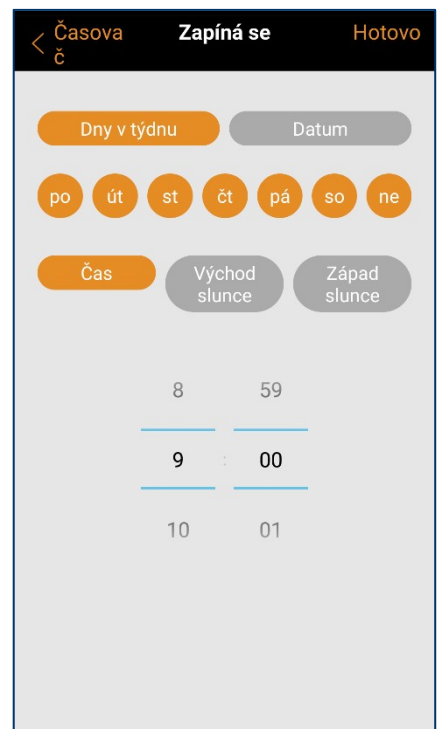 Časova
č
Zapíná se
Hotovo
Dny v týdnu
Datum
po út st čt pá so ne
Čas
Východ
slunce
Západ
slunce
8 59
9 : 00
10 01